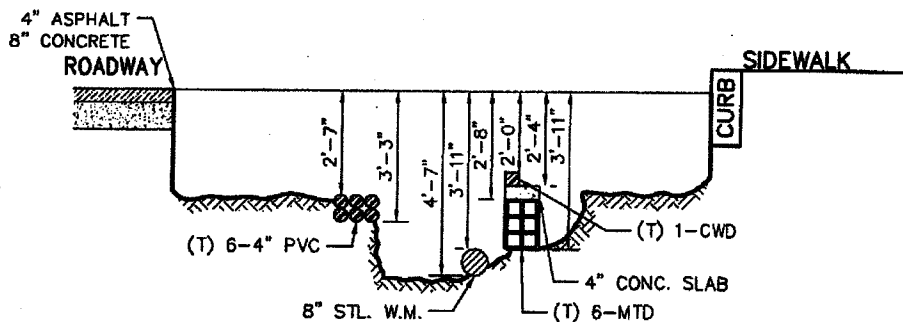 4" ASPHALT
8" CONCRETE
ROADWAY
SIDEWALK
CURB
2'-7"
3'-3"
4'-7"
3'-11"
2'-8"
2'-0"
2'-4"
3'-11"
(T) 6-4" PVC
(T) 1-CWD
4" CONC. SLAB
8" STL. W.M.
(T) 6-MTD